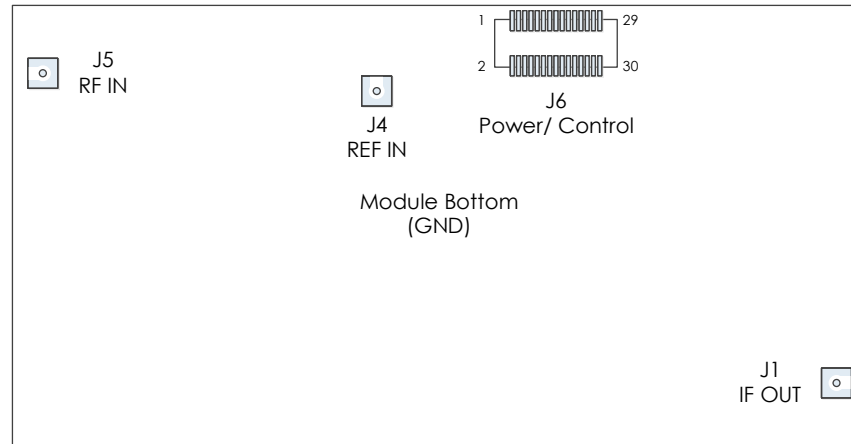 1
29
2
30
J5
RF IN
J4
REF IN
J6
Power/ Control
Module Bottom
(GND)
J1
IF OUT